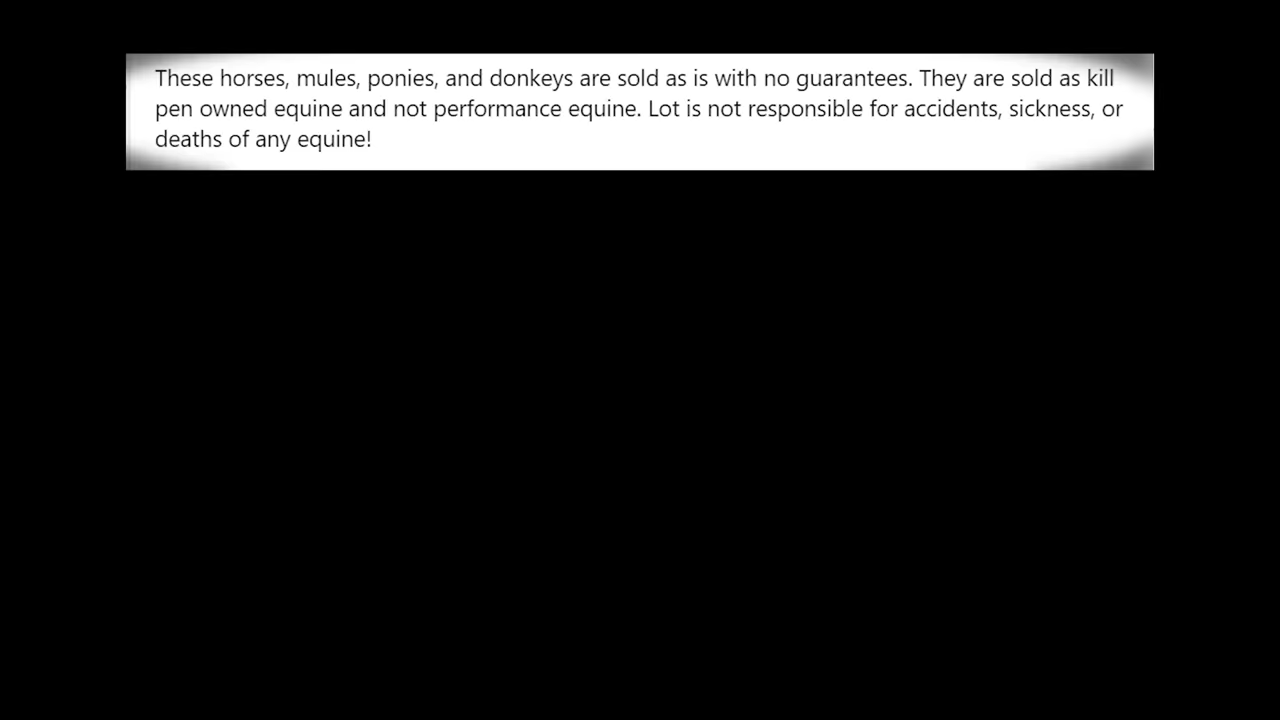 These horses, mules, ponies, and donkeys are sold as is with no guarantees. They are sold as kill
pen owned equine and not performance equine. Lot is not responsible for accidents, sickness, or
deaths of any equine!